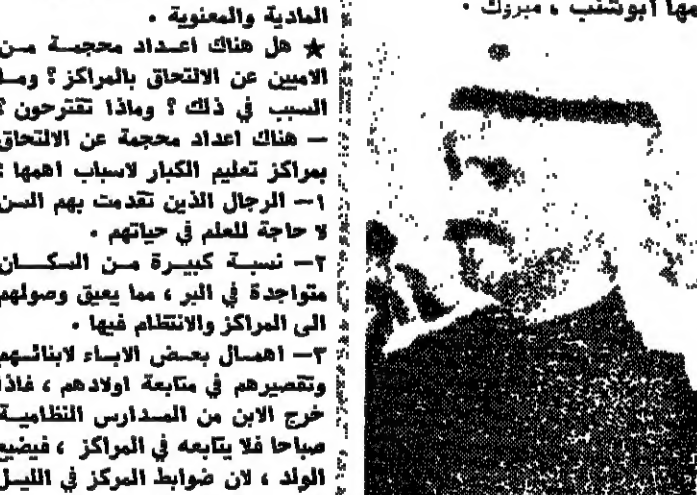 المادية والمعنوية .
★ هل هناك اعداد محجمة من
الاميين عن الالتحاق بالمراكز ؟ وما
السبب في ذلك ؟ وماذا تقترحون ؟
— هناك اعداد محجمة عن الالتحاق
بمراكز تعليم الكبار لاسباب اهمها :
١— الرجال الذين تقدمت بهم السن
لا حاجة للعلم في حياتهم .
٢— نسبة كبيرة من السكان
متواجدة في البر ، مما يعيق وصولهم
الى المراكز والانتظام فيها .
٣— اهمال بعض الاباء لابنائهم
وتقصيرهم في متابعة اولادهم ، فاذا
خرج الابن من المدارس النظامية
صباحا فلا يتابعه في المراكز ، فيضيع
الولد ، لان ضوابط المركز في الليل
ابوشنب ، مبروك .